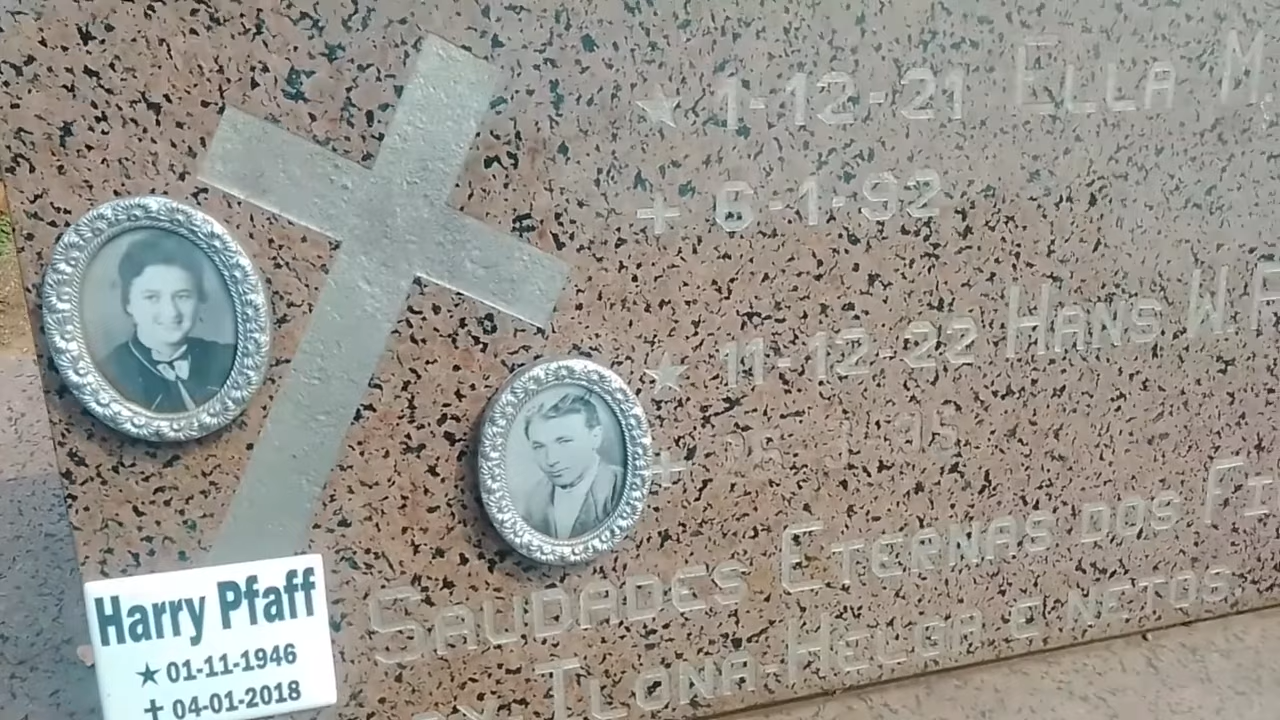 ★ 1-12-21 ELLA M.
+ 6-1-92
★ 11-12-22 HANS W.
+
SAUDADES ETERNAS DOS
ILONA-HELGA E NETOS
Harry Pfaff
★ 01-11-1946
✝ 04-01-2018